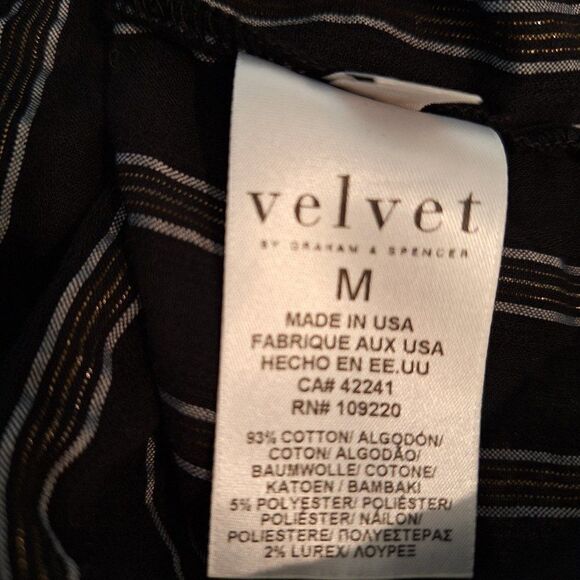 velvet
BY GRAHAM & SPENCER
M
MADE IN USA
FABRIQUE AUX USA
HECHO EN EE.UU
CA# 42241
RN# 109220
93% COTTON/ ALGODÓN/
COTON/ ALGODÃO/
BAUMWOLLE/ COTONE/
KATOEN / BAMBAKI
5% POLYESTER/ POLIÉSTER/
POLIESTER/ NÁILON/
POLIESTERE/ ΠΟΛΥΕΣΤΕΡΑΣ
2% LUREX/ ΛΟΥΡΕΞ